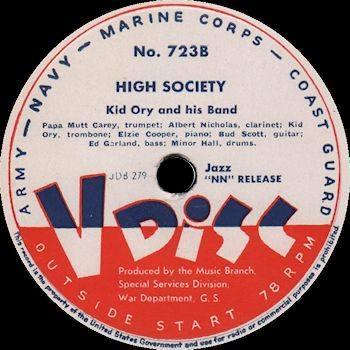 ARMY — NAVY — MARINE CORPS — COAST GUARD
No. 723B
HIGH SOCIETY
Kid Ory and his Band
Papa Mutt Carey, trumpet; Albert Nicholas, clarinet; Kid
Ory, trombone; Elzie Cooper, piano; Bud Scott, guitar;
Ed Garland, bass; Minor Hall, drums.
JDB 279
Jazz
"NN" RELEASE
V DISC
Produced by the Music Branch,
Special Services Division,
War Department, G. S.
OUTSIDE START 78 RPM
This record is the property of the United States Government and use for radio or commercial purposes is prohibited.